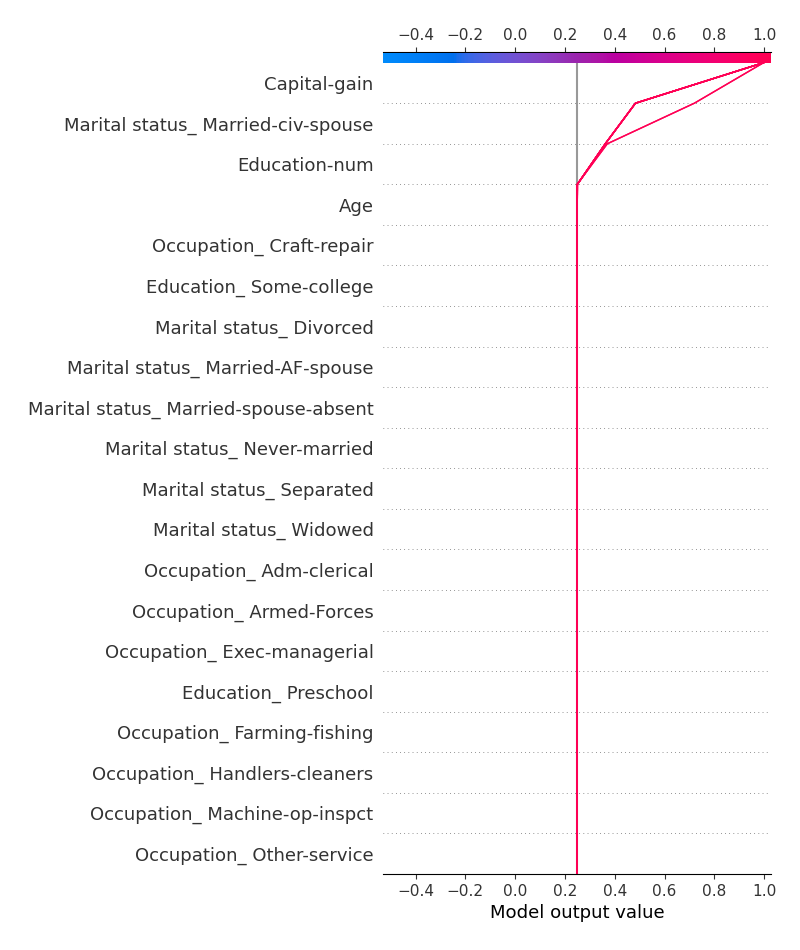 −0.4 −0.2 0.0 0.2 0.4 0.6 0.8 1.0
Capital-gain
Marital status_ Married-civ-spouse
Education-num
Age
Occupation_ Craft-repair
Education_ Some-college
Marital status_ Divorced
Marital status_ Married-AF-spouse
Marital status_ Married-spouse-absent
Marital status_ Never-married
Marital status_ Separated
Marital status_ Widowed
Occupation_ Adm-clerical
Occupation_ Armed-Forces
Occupation_ Exec-managerial
Education_ Preschool
Occupation_ Farming-fishing
Occupation_ Handlers-cleaners
Occupation_ Machine-op-inspct
Occupation_ Other-service
−0.4 −0.2 0.0 0.2 0.4 0.6 0.8 1.0
Model output value